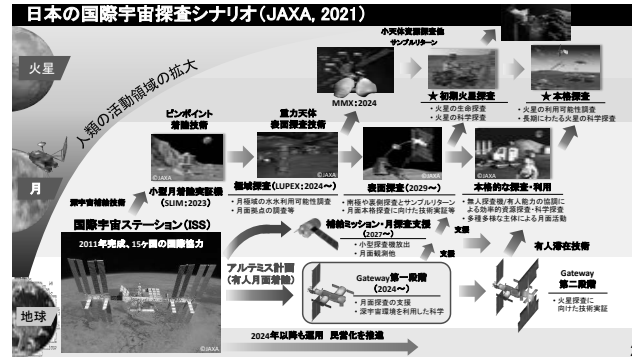 日本の国際宇宙探査シナリオ(JAXA, 2021)
火星
月
地球
人類の活動領域の拡大
小天体資源探査他
サンプルリターン
MMX:2024
★ 初期火星探査
・火星の生命探査
・火星の科学探査
★ 本格探査
・火星の利用可能性調査
・長期にわたる火星の科学探査
ピンポイント
着陸技術
©JAXA
小型月着陸実証機
(SLIM:2023)
重力天体
表面探査技術
©JAXA
極域探査(LUPEX:2024~)
・月極域の水氷利用可能性調査
・月面拠点の調査等
©JAXA
表面探査(2029~)
・南極や裏側探査とサンプルリターン
・月面本格探査に向けた技術実証等
©JAXA
本格的な探査・利用
・無人探査機/有人能力の協調に
よる効率的資源探査・科学探査
・多種多様な主体による月面活動
深宇宙補給技術
国際宇宙ステーション(ISS)
2011年完成、15ヶ国の国際協力
©JAXA
補給ミッション・月探査支援
(2027~)
・小型探査機放出
・月面観測他
支援
支援
有人滞在技術
アルテミス計画
(有人月面着陸)
Gateway第一段階
(2024~)
・月面探査の支援
・深宇宙環境を利用した科学
©JAXA
Gateway
第二段階
・火星探査に
向けた技術実証
2024年以降も運用 民営化を推進